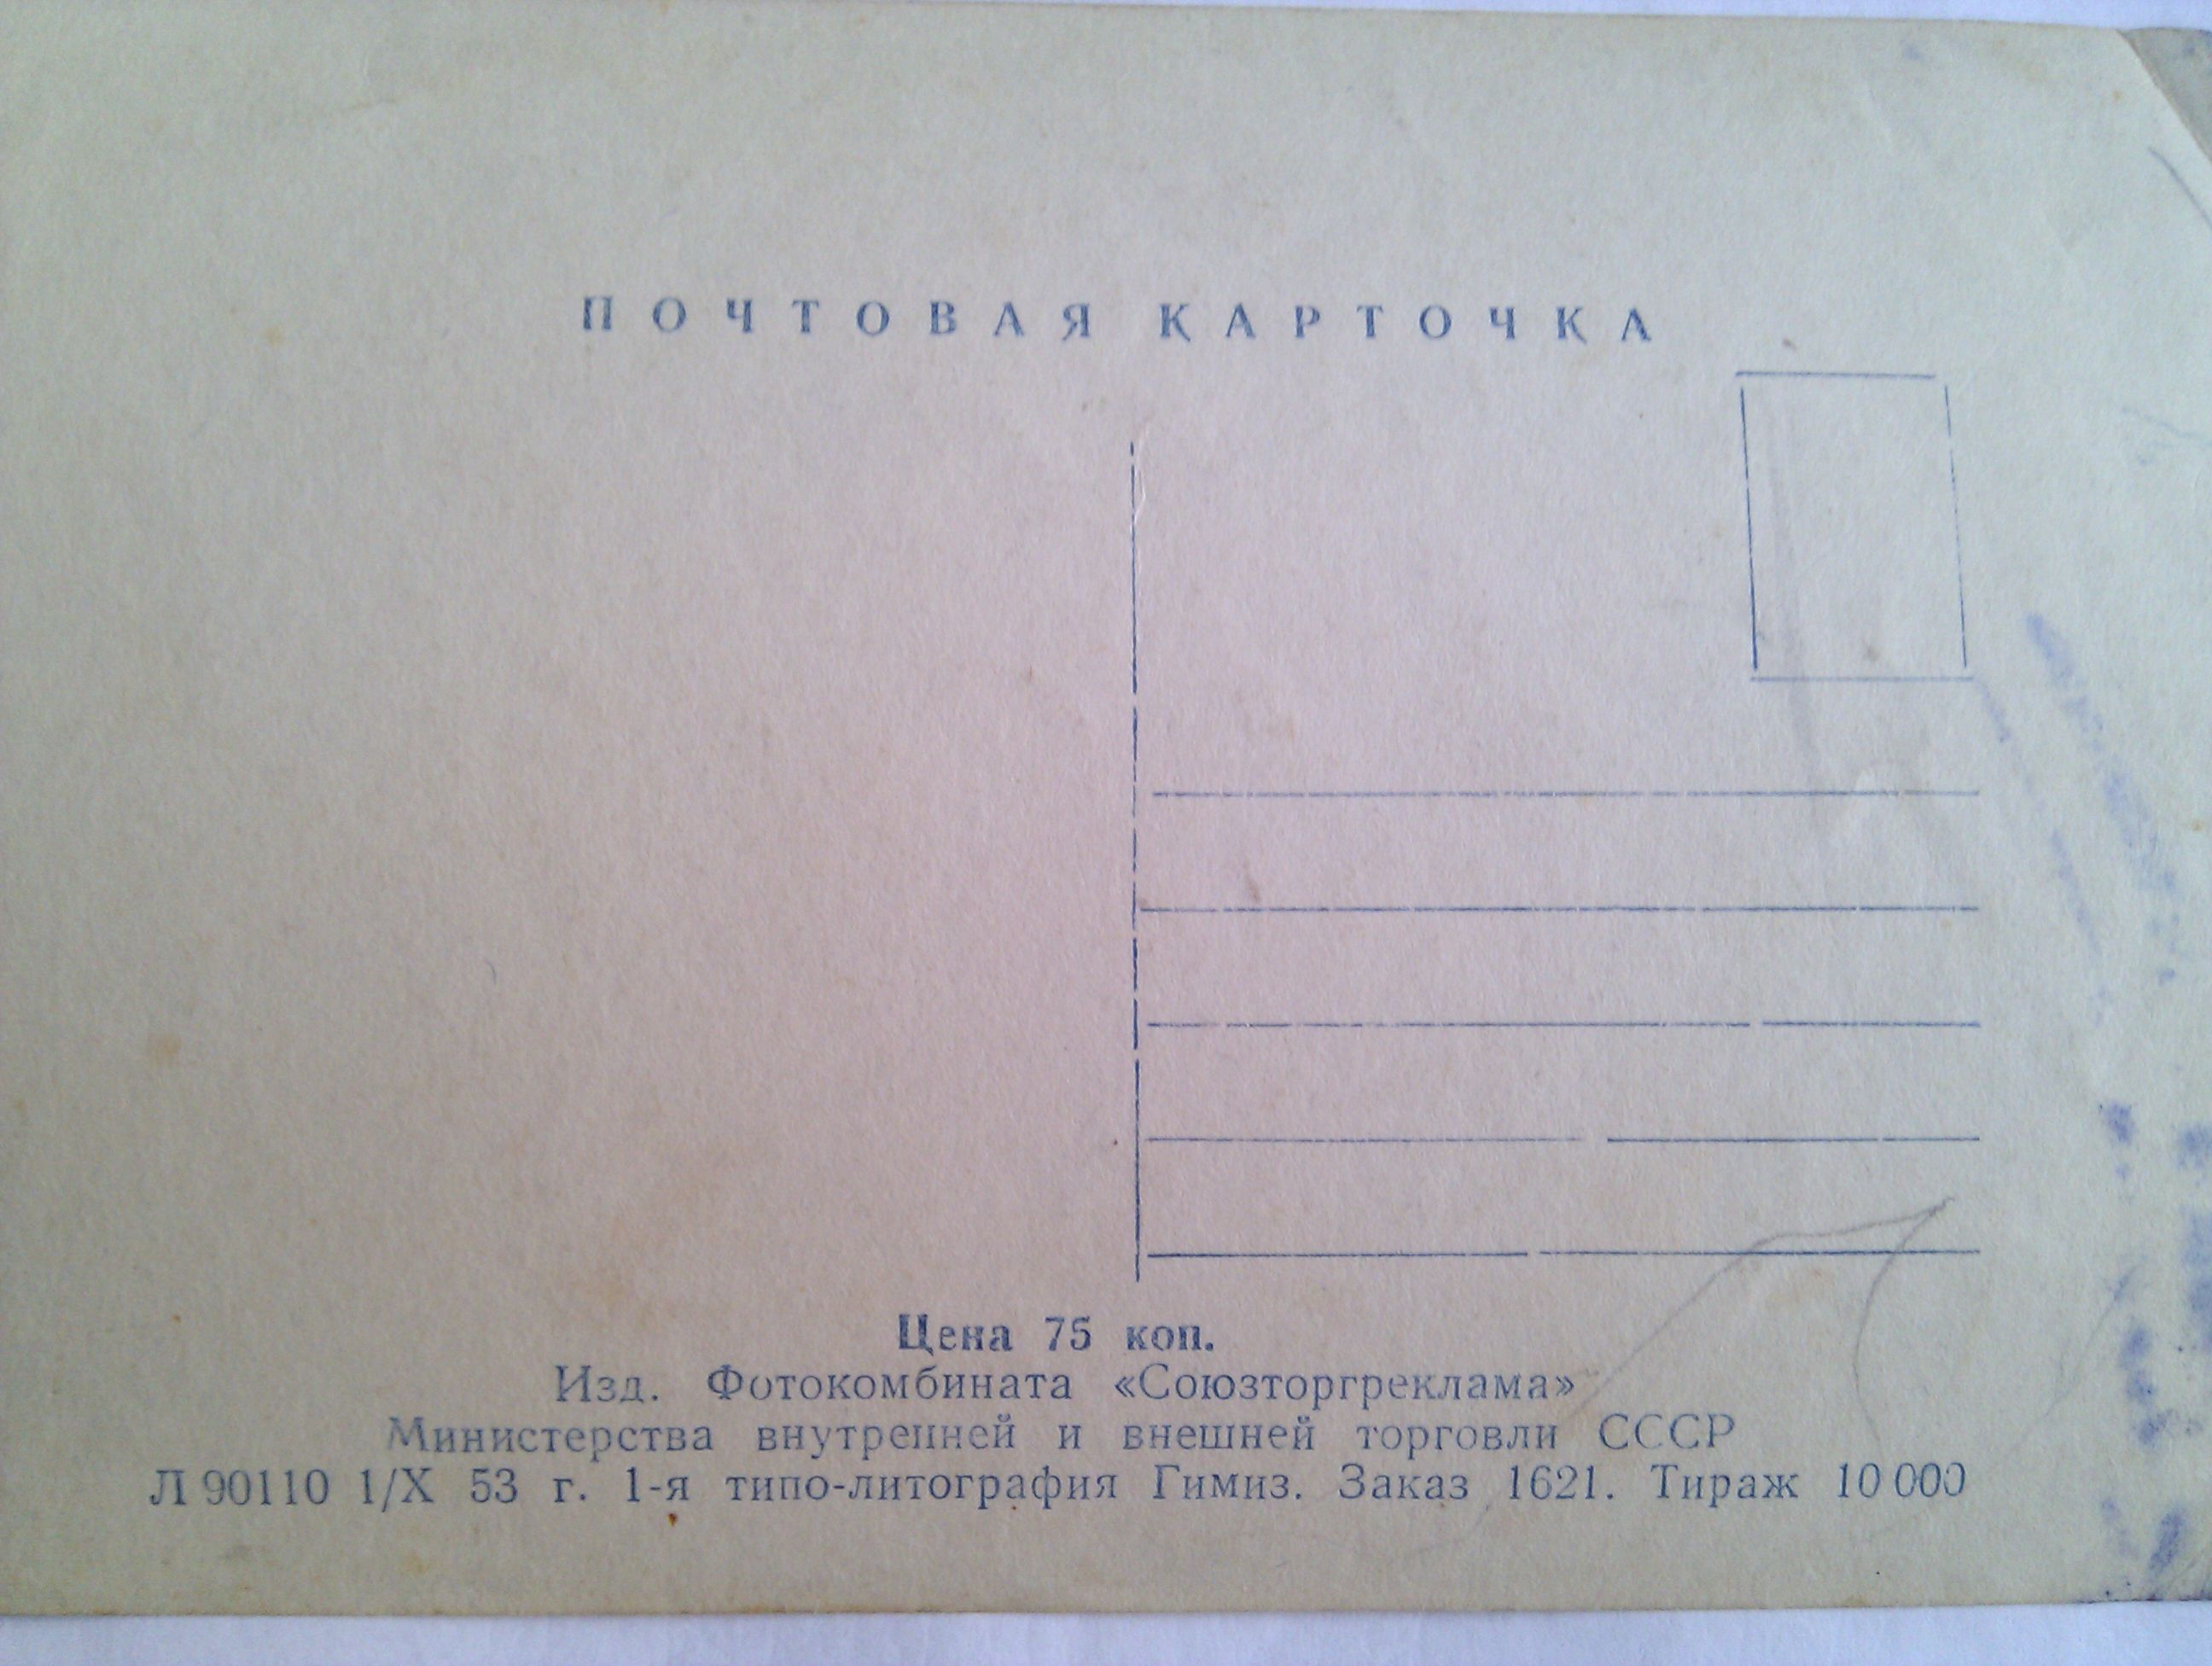 ПОЧТОВАЯ КАРТОЧКА
Цена 75 коп.
Изд. Фотокомбината «Союзторгреклама»
Министерства внутренней и внешней торговли СССР
Л 90110 1/X 53 г. 1-я типо-литография Гимиз. Заказ 1621. Тираж 10 000